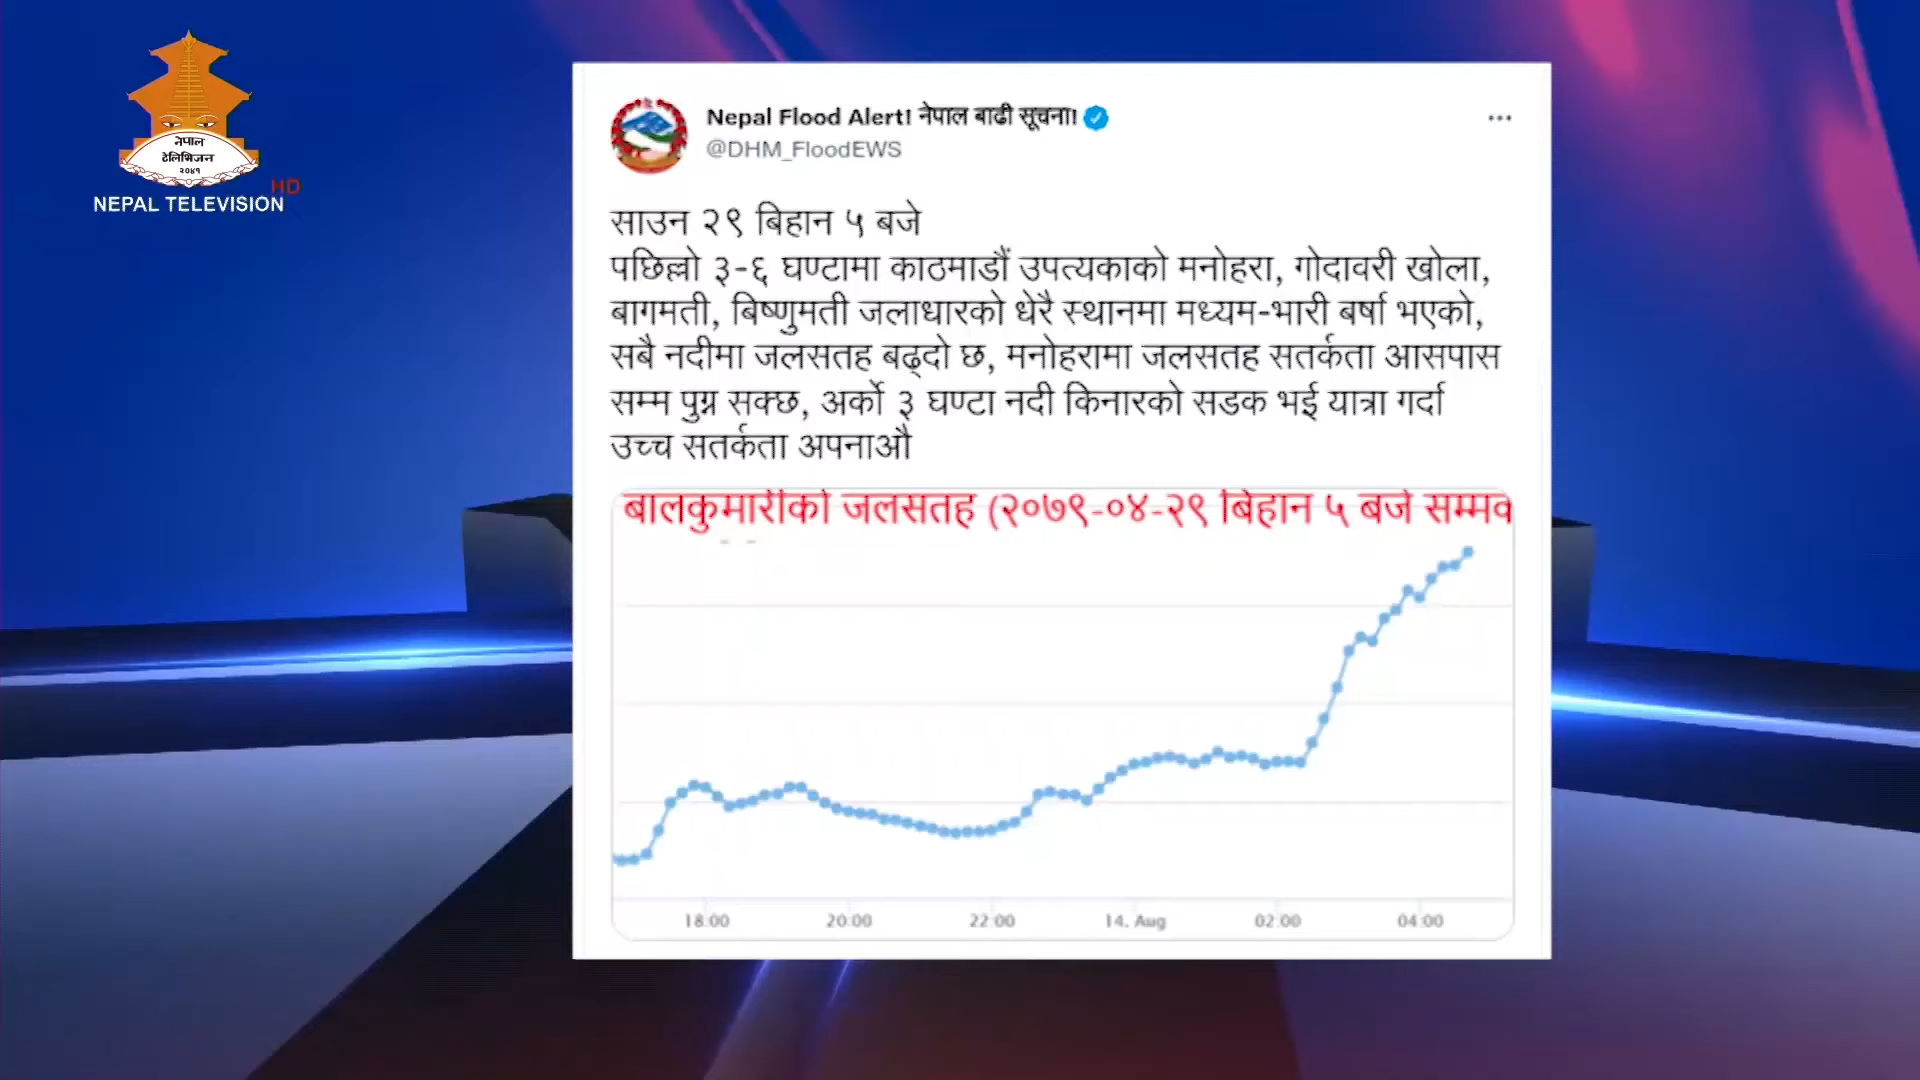 नेपाल
टेलिभिजन
२०४१
HD
NEPAL TELEVISION
Nepal Flood Alert! नेपाल बाढी सूचना!
@DHM_FloodEWS
साउन २९ बिहान ५ बजे
पछिल्लो ३-६ घण्टामा काठमाडौं उपत्यकाको मनोहरा, गोदावरी खोला,
बागमती, बिष्णुमती जलाधारको धेरै स्थानमा मध्यम-भारी बर्षा भएको,
सबै नदीमा जलसतह बढ्दो छ, मनोहरामा जलसतह सतर्कता आसपास
सम्म पुग्न सक्छ, अर्को ३ घण्टा नदी किनारको सडक भई यात्रा गर्दा
उच्च सतर्कता अपनाऔ
बालकुमारीको जलसतह (२०७९-०४-२९ बिहान ५ बजे
18:00 20:00 22:00 14. Aug 02:00 04:00